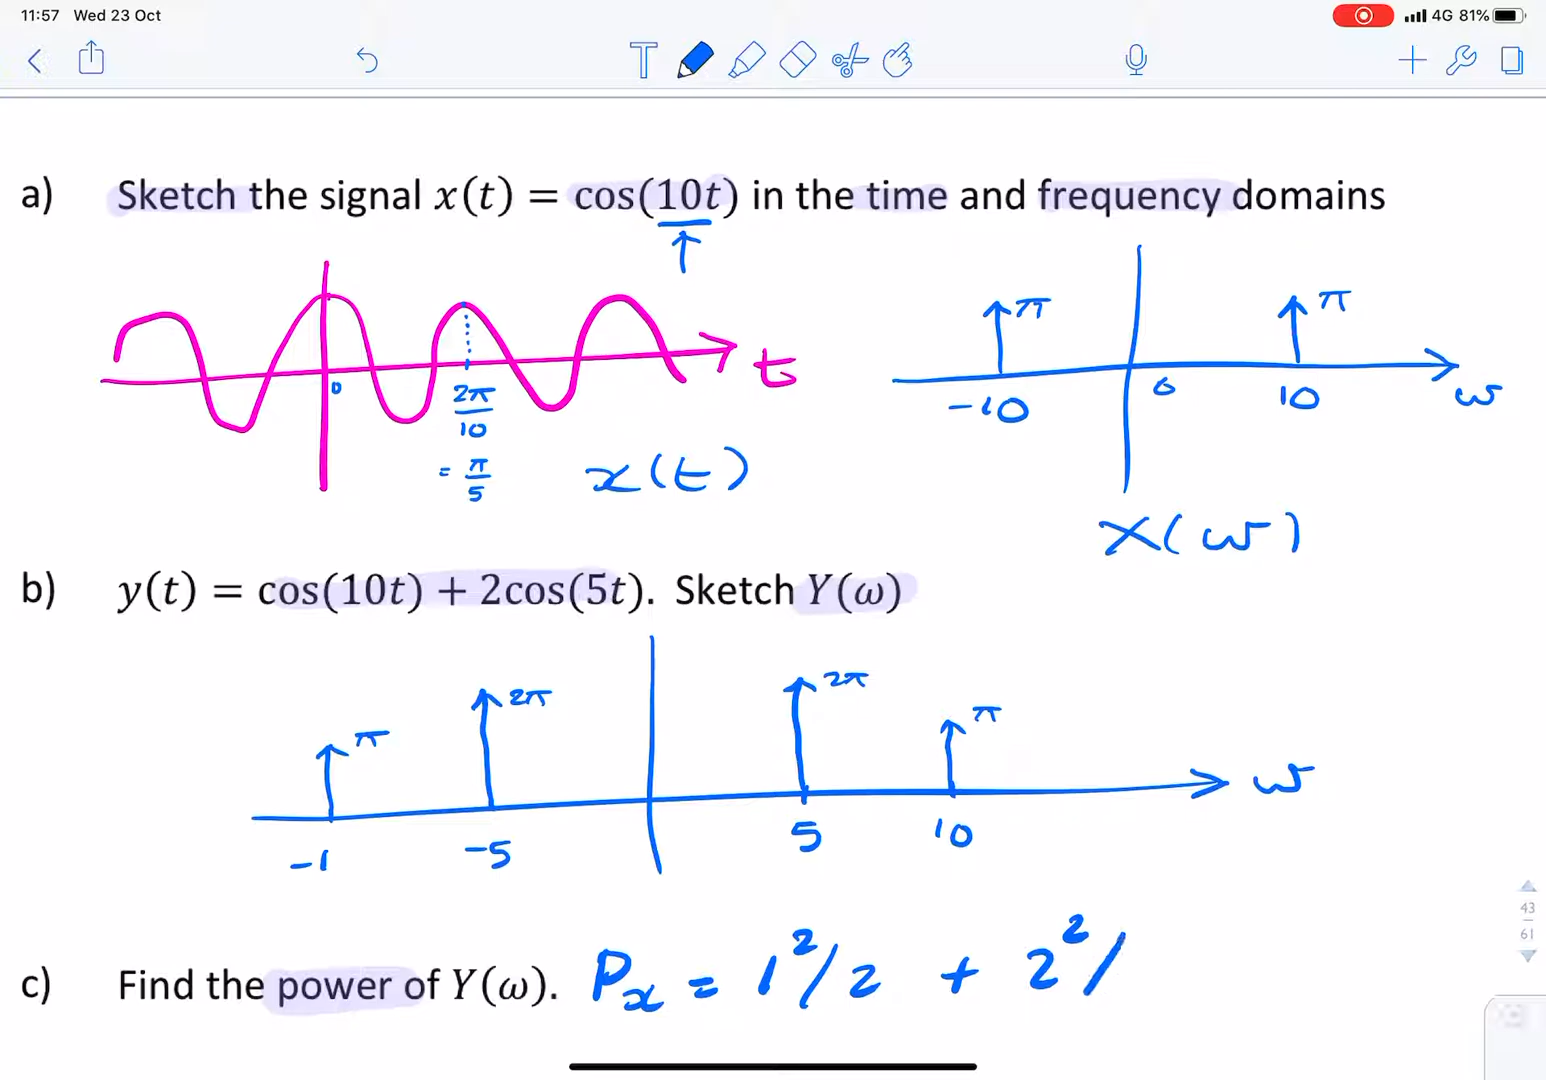 11:57 Wed 23 Oct 4G 81%
T
a) Sketch the signal x(t) = cos(10t) in the time and frequency domains
↑
π π
0 t
2π
10
= π
5
-10 0 10 ω
x(t)
X(ω)
b) y(t) = cos(10t) + 2cos(5t). Sketch Y(ω)
π 2π 2π π
ω
-1 -5 5 10
43
61
c) Find the power of Y(ω). Px = 1²/2 + 2²/